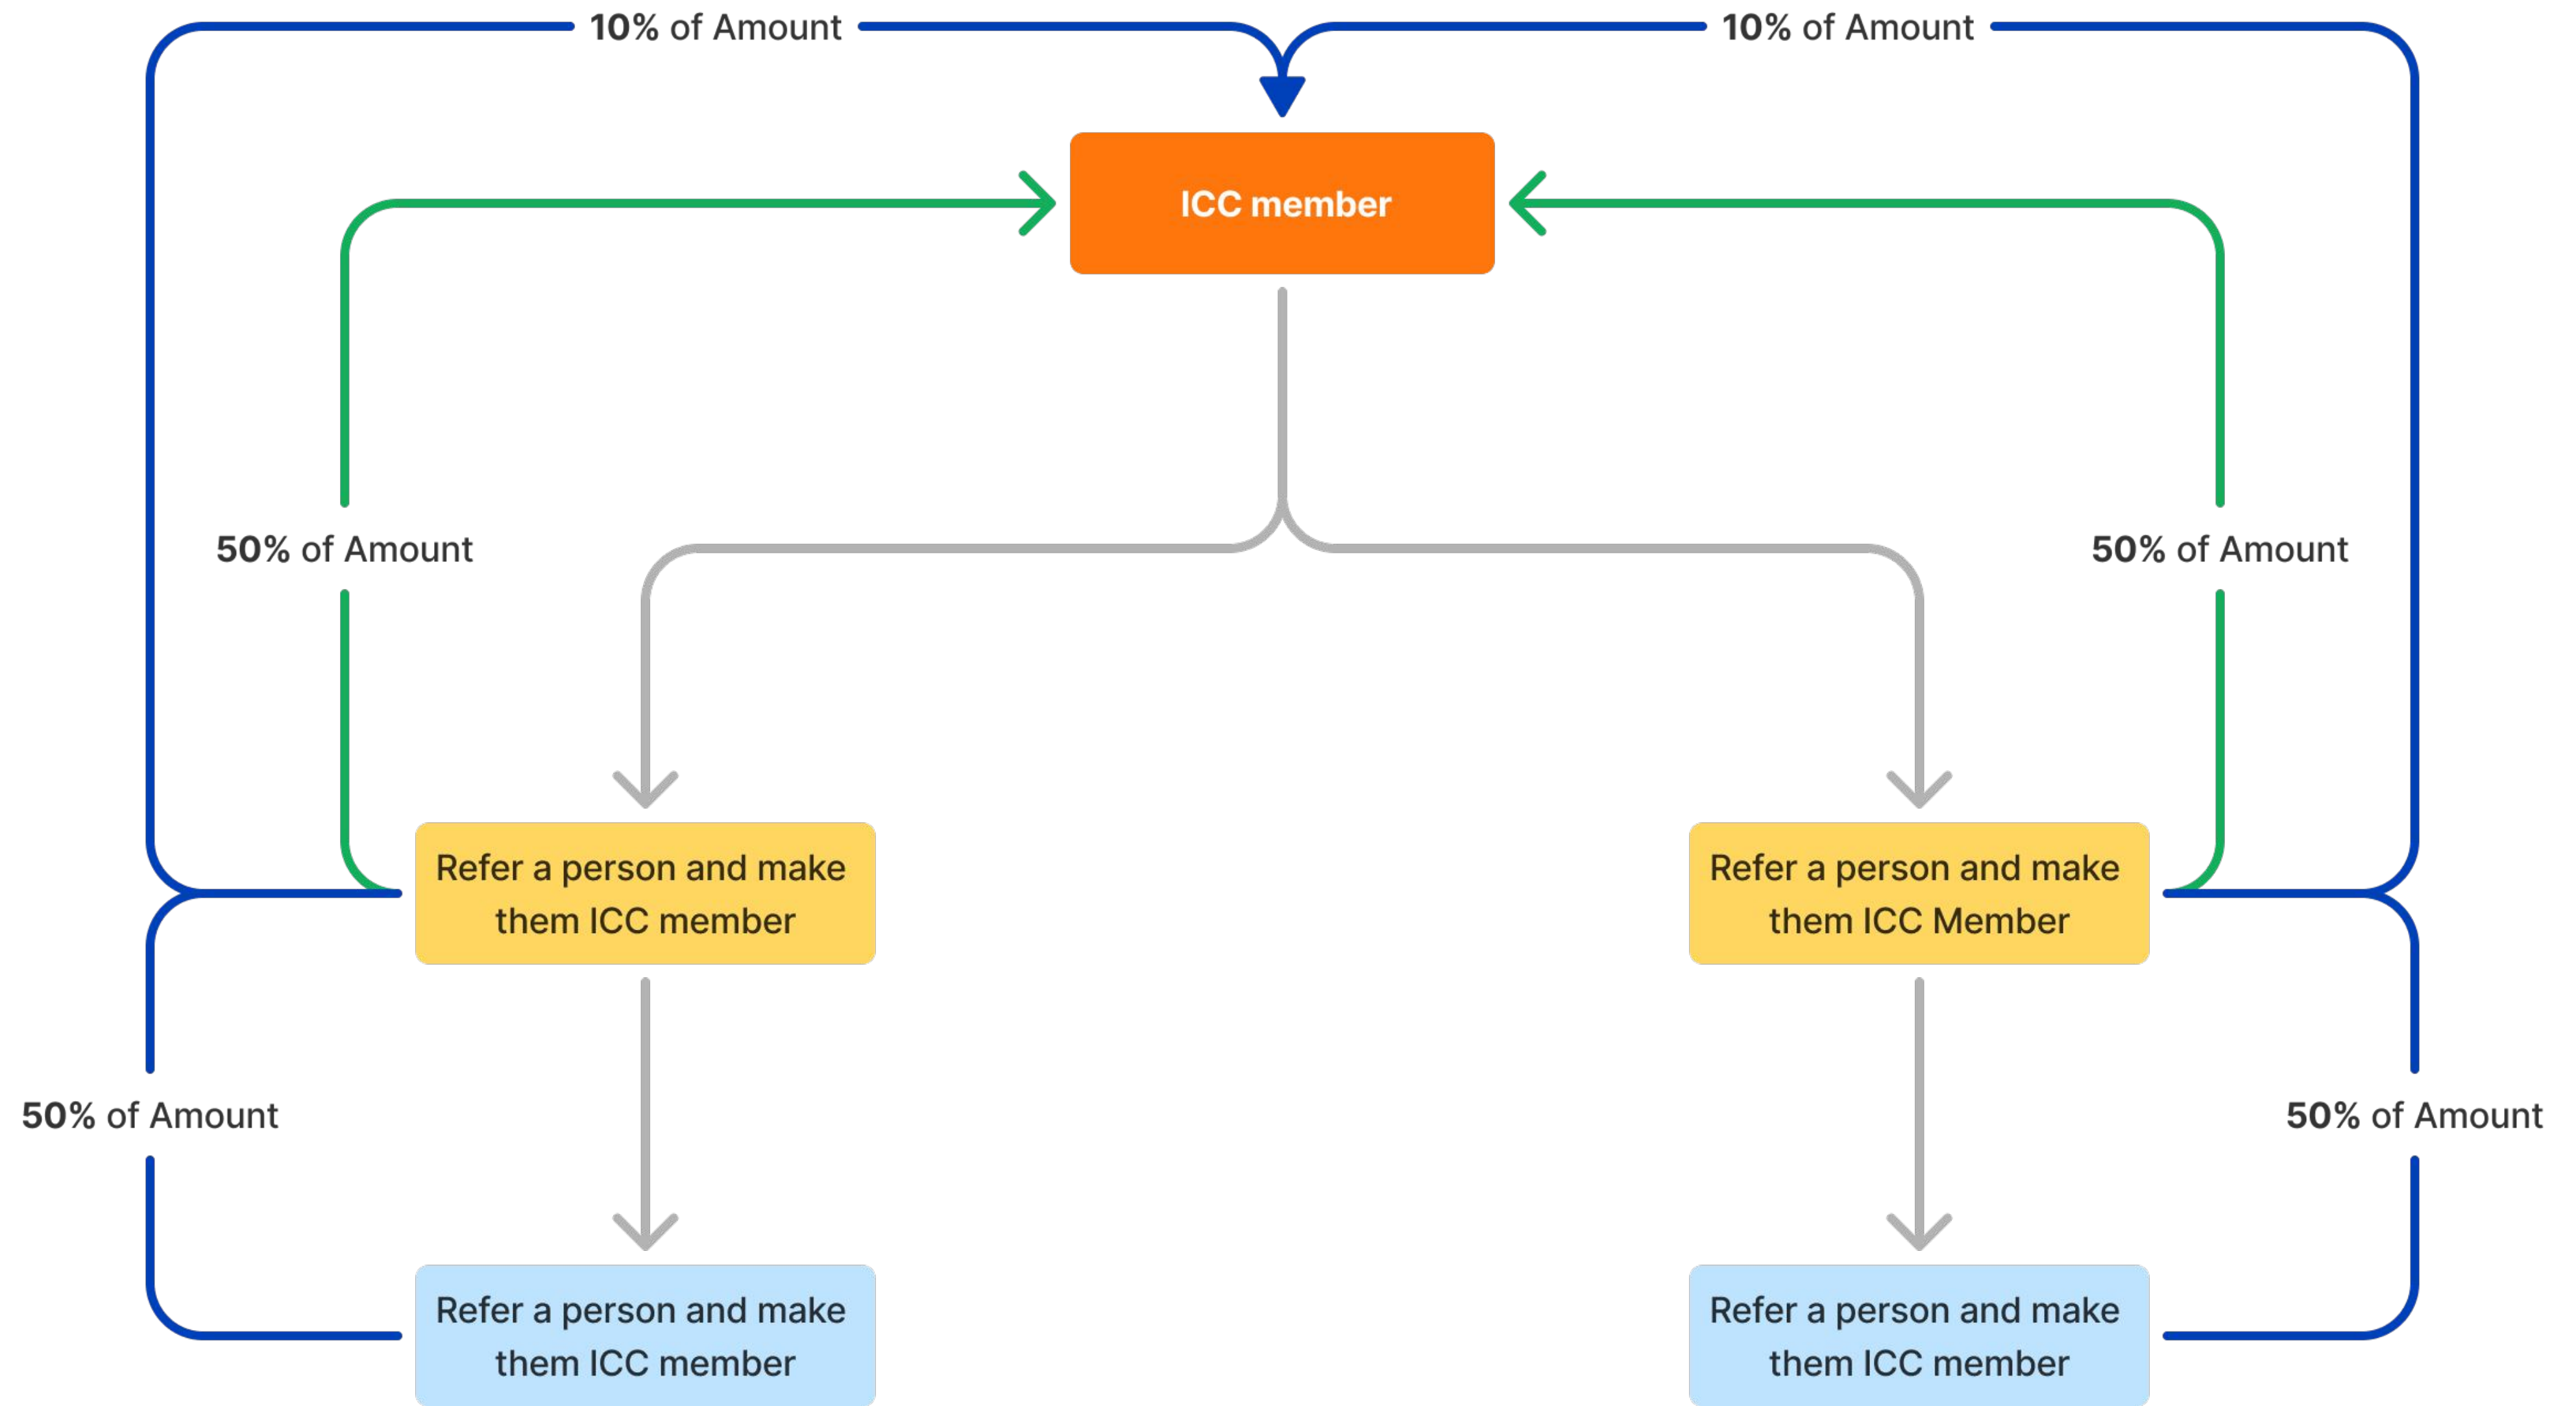 10% of Amount
10% of Amount
ICC member
50% of Amount
50% of Amount
Refer a person and make
them ICC member
Refer a person and make
them ICC Member
50% of Amount
50% of Amount
Refer a person and make
them ICC member
Refer a person and make
them ICC member